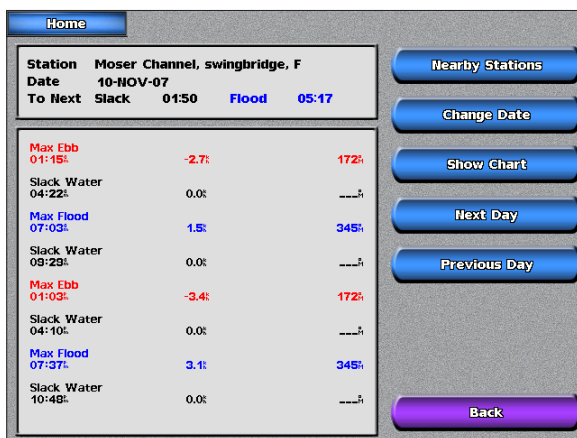 Home
Station Moser Channel, swingbridge, F
Date 10-NOV-07
To Next Slack 01:50 Flood 05:17
Max Ebb
01:15 -2.7 172
Slack Water
04:22 0.0 ___
Max Flood
07:03 1.5 345
Slack Water
09:29 0.0 ___
Max Ebb
01:03 -3.4 172
Slack Water
04:10 0.0 ___
Max Flood
07:37 3.1 345
Slack Water
10:48 0.0 ___
Nearby Stations
Change Date
Show Chart
Next Day
Previous Day
Back